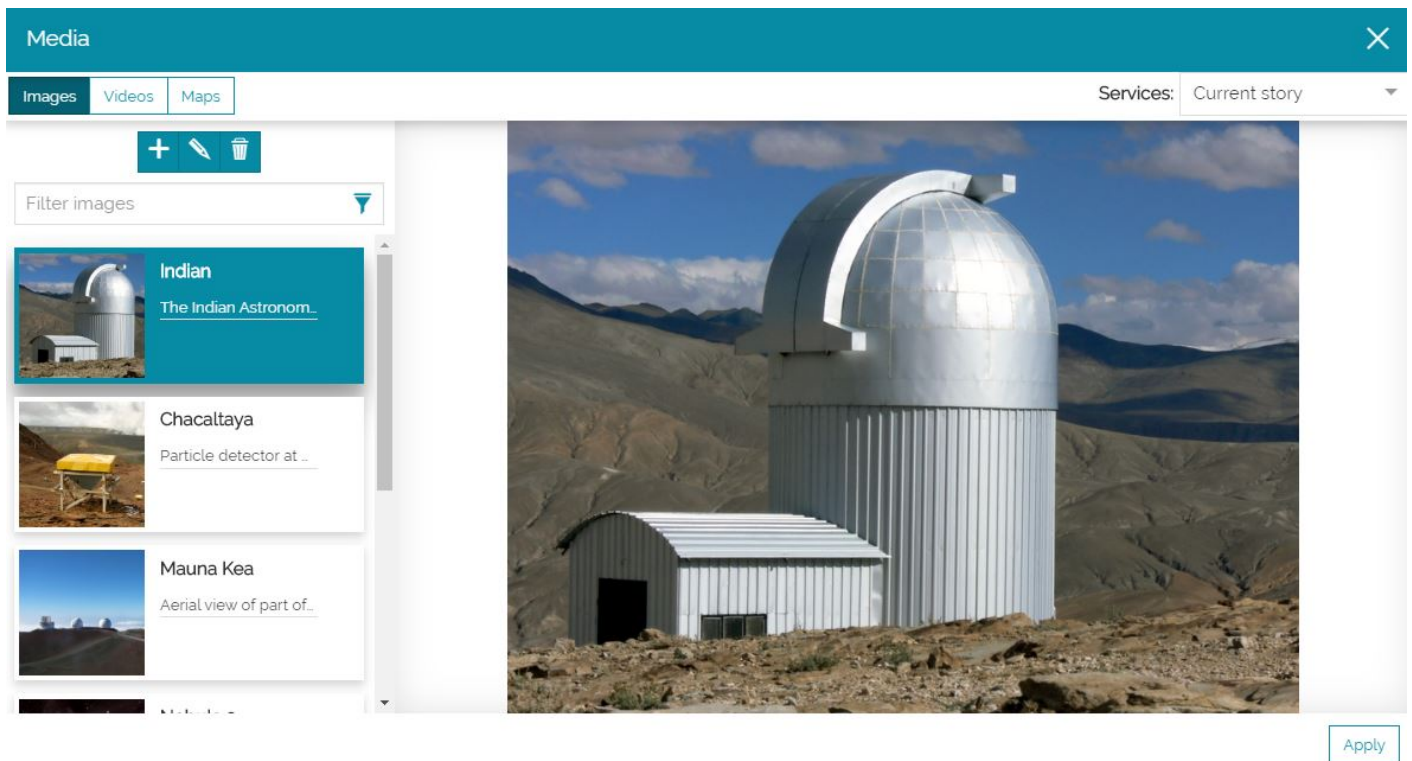 Media
Images Videos Maps
Services: Current story
Filter images
Indian
The Indian Astronom...
Chacaltaya
Particle detector at ...
Mauna Kea
Aerial view of part of...
Apply